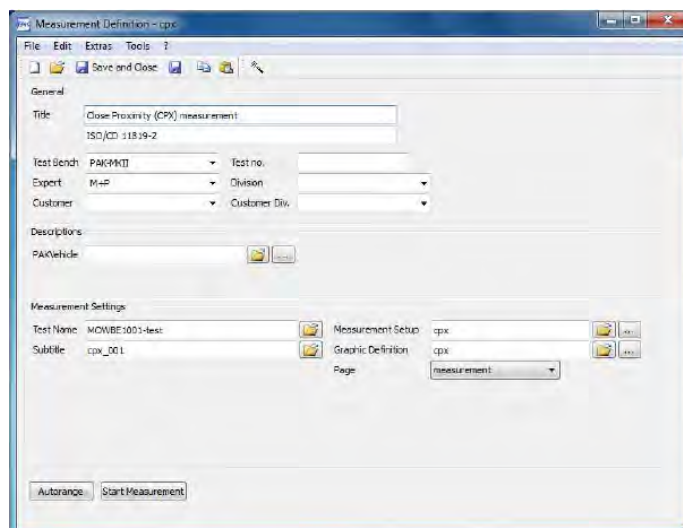 Measurement Definition - cpx
File Edit Extras Tools ?
Save and Close
General
Title Close Proximity (CPX) measurement
ISO/CD 11819-2
Test Bench PAK-MKII Test no.
Expert M+P Division
Customer Customer Div.
Descriptions
PAKVehicle
Measurement Settings
Test Name MOWBE1001-test Measurement Setup cpx
Subtitle cpx_001 Graphic Definition cpx
Page measurement
Autorange Start Measurement